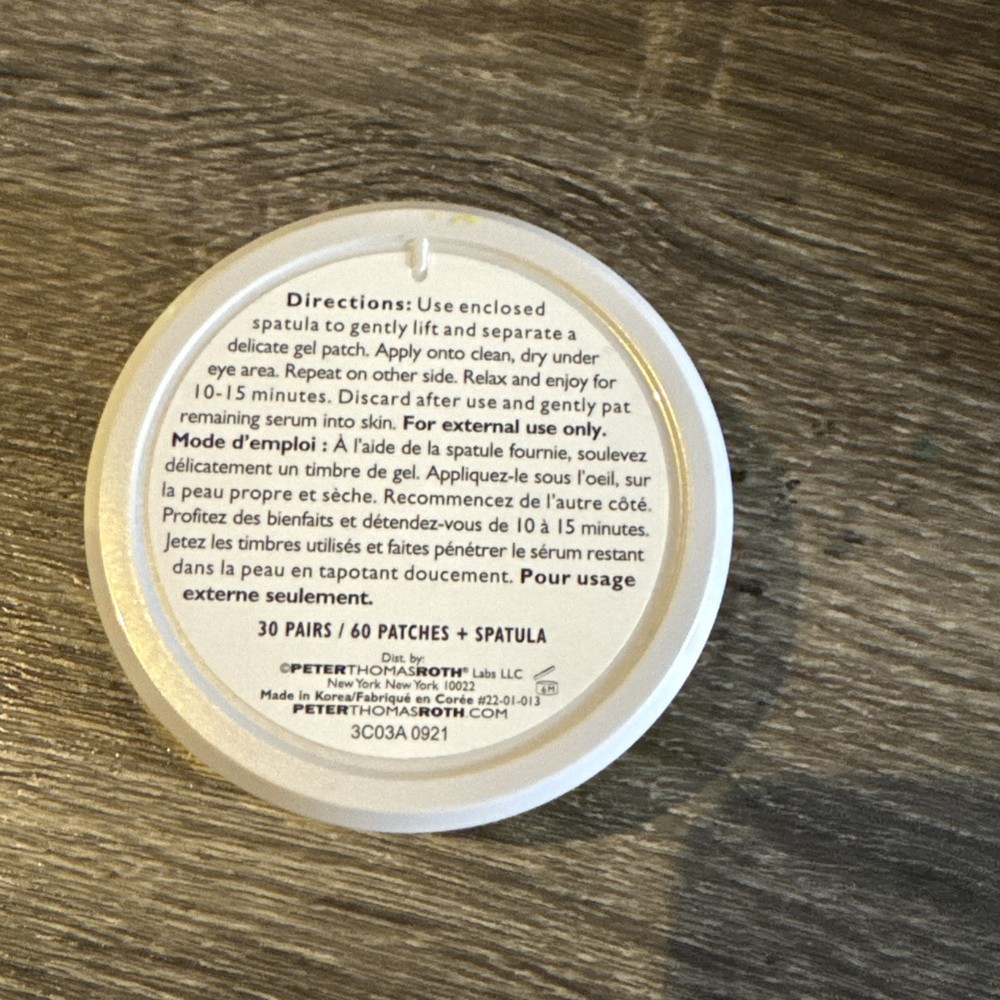 Directions: Use enclosed
spatula to gently lift and separate a
delicate gel patch. Apply onto clean, dry under
eye area. Repeat on other side. Relax and enjoy for
10-15 minutes. Discard after use and gently pat
remaining serum into skin. For external use only.
Mode d'emploi : À l'aide de la spatule fournie, soulevez
délicatement un timbre de gel. Appliquez-le sous l'oeil, sur
la peau propre et sèche. Recommencez de l'autre côté.
Profitez des bienfaits et détendez-vous de 10 à 15 minutes.
Jetez les timbres utilisés et faites pénétrer le sérum restant
dans la peau en tapotant doucement. Pour usage
externe seulement.
30 PAIRS / 60 PATCHES + SPATULA
Dist. by:
©PETERTHOMASROTH® Labs LLC
New York New York 10022
6M
Made in Korea/Fabriqué en Corée #22-01-013
PETERTHOMASROTH.COM
3C03A 0921